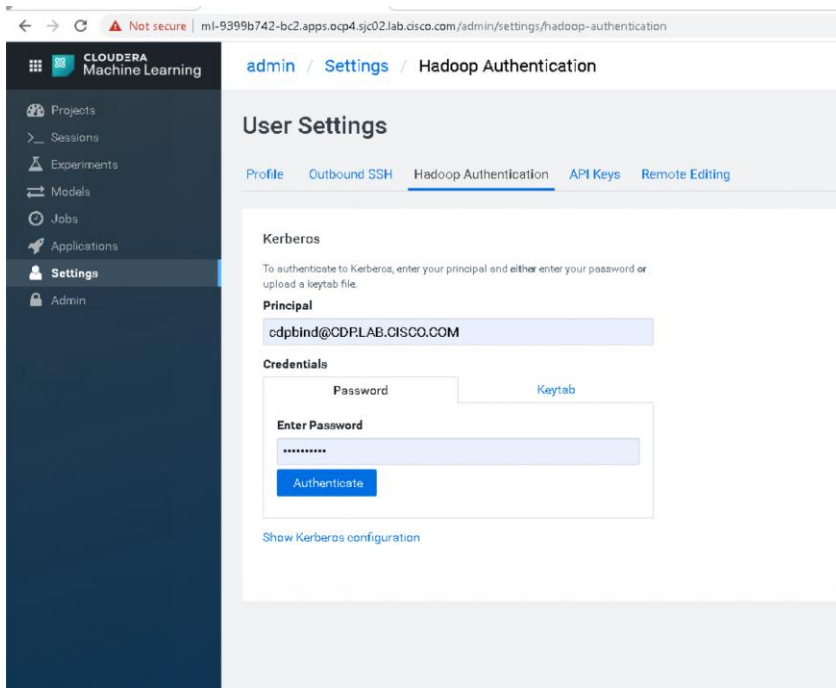 Not secure | ml-9399b742-bc2.apps.ocp4.sjc02.lab.cisco.com/admin/settings/hadoop-authentication
CLOUDERA
Machine Learning
admin / Settings / Hadoop Authentication
Projects
Sessions
Experiments
Models
Jobs
Applications
Settings
Admin
User Settings
Profile Outbound SSH Hadoop Authentication API Keys Remote Editing
Kerberos
To authenticate to Kerberos, enter your principal and either enter your password or
upload a keytab file.
Principal
cdpbind@CDP.LAB.CISCO.COM
Credentials
Password Keytab
Enter Password
••••••••••
Authenticate
Show Kerberos configuration